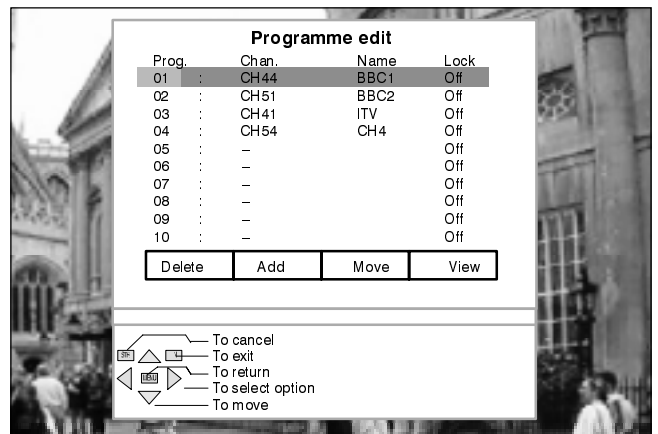 Programme edit
Prog. Chan. Name Lock
01 : CH44 BBC1 Off
02 : CH51 BBC2 Off
03 : CH41 ITV Off
04 : CH54 CH4 Off
05 : – Off
06 : – Off
07 : – Off
08 : – Off
09 : – Off
10 : – Off
Delete Add Move View
To cancel
To exit
To return
MENU
To select option
To move